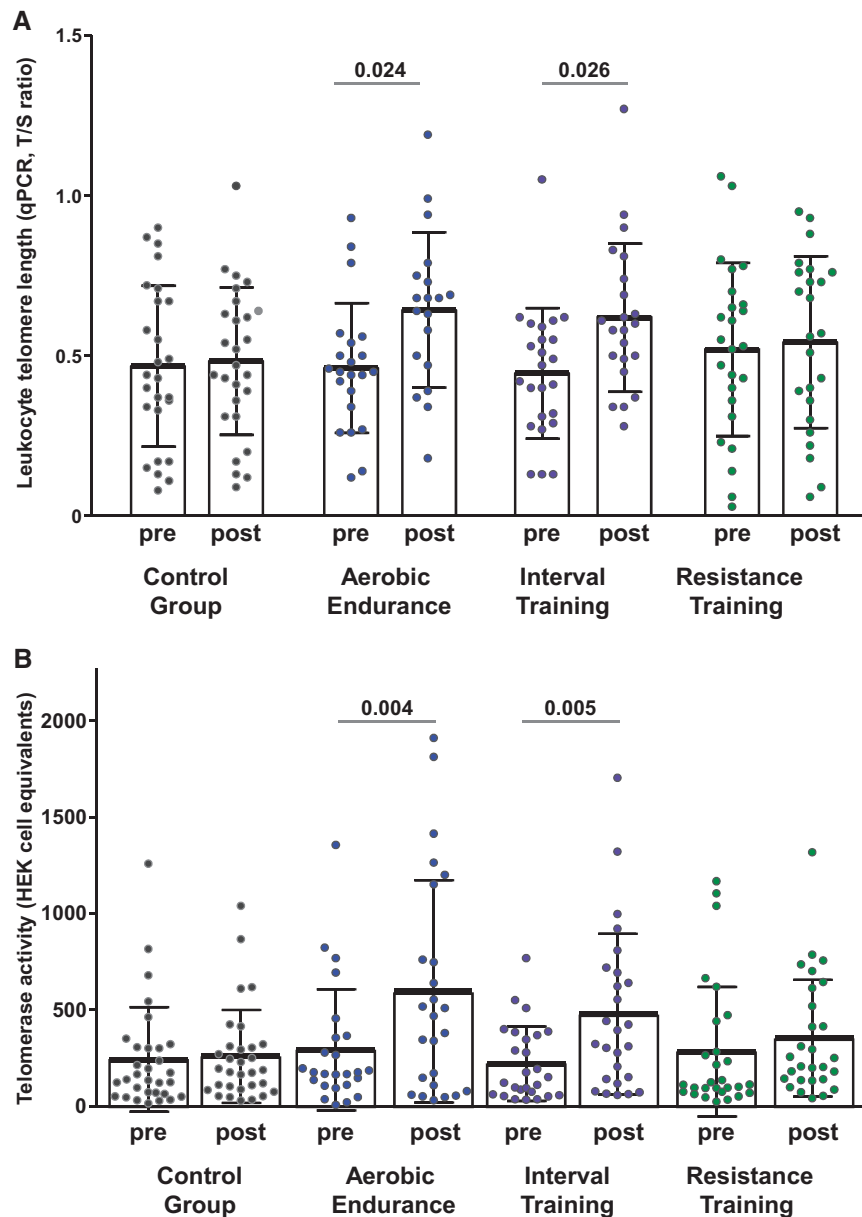 A
Leukocyte telomere length (qPCR, T/S ratio)
1.5
1.0
0.5
0
0.024
0.026
pre post pre post pre post pre post
Control Group
Aerobic Endurance
Interval Training
Resistance Training
B
Telomerase activity (HEK cell equivalents)
2000
1500
1000
500
0
0.004
0.005
pre post pre post pre post pre post
Control Group
Aerobic Endurance
Interval Training
Resistance Training